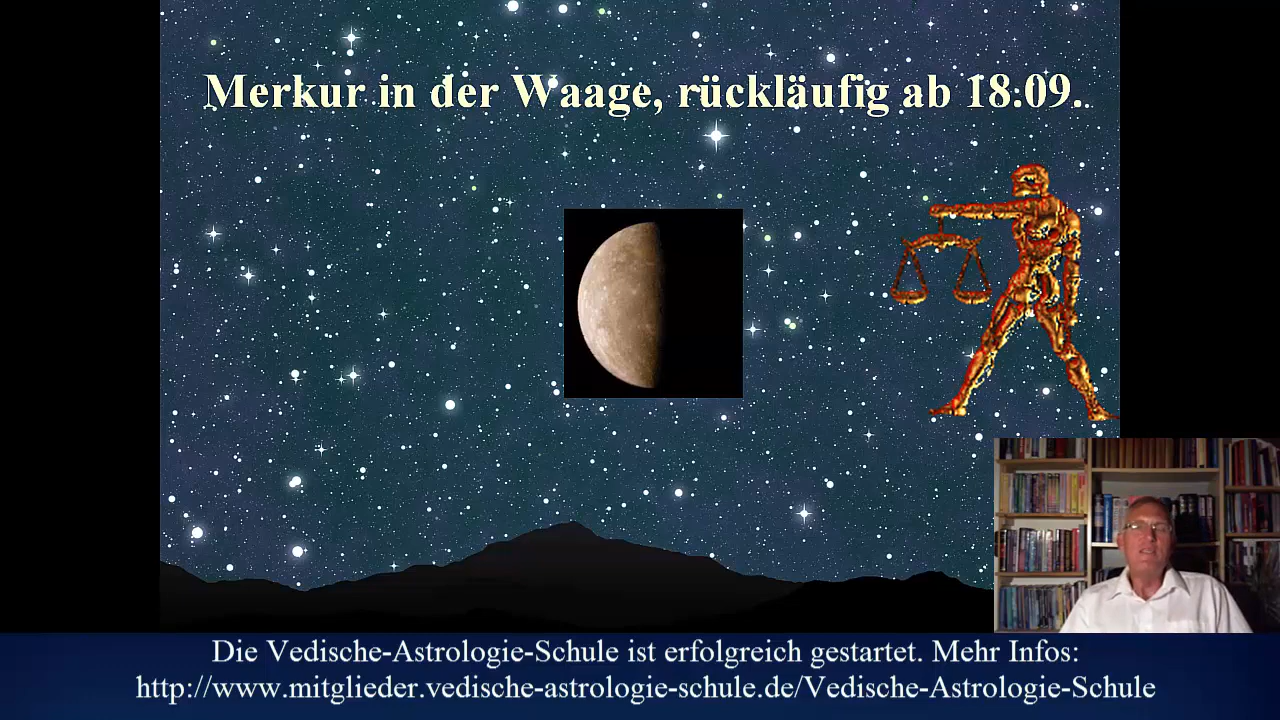 Merkur in der Waage, rückläufig ab 18.09.
Die Vedische-Astrologie-Schule ist erfolgreich gestartet. Mehr Infos:
http://www.mitglieder.vedische-astrologie-schule.de/Vedische-Astrologie-Schule